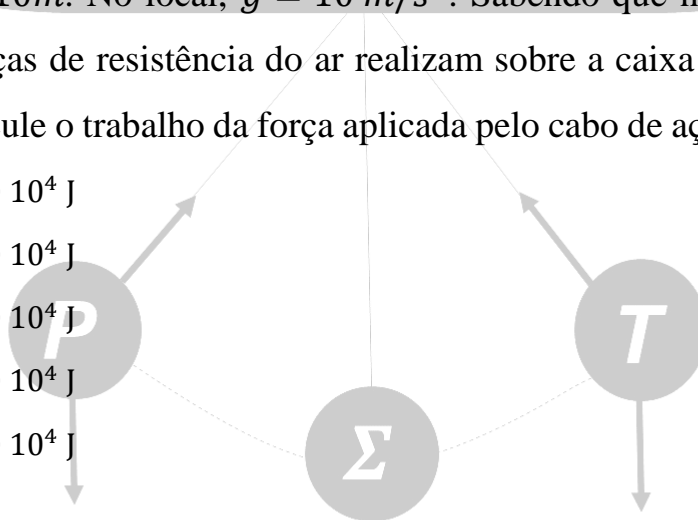 10m. No local, g = 10 m/s². Sabendo que
ças de resistência do ar realizam sobre a caixa
ule o trabalho da força aplicada pelo cabo de aç
10⁴ J
10⁴ J
10⁴ J
10⁴ J
10⁴ J
P
T
Σ